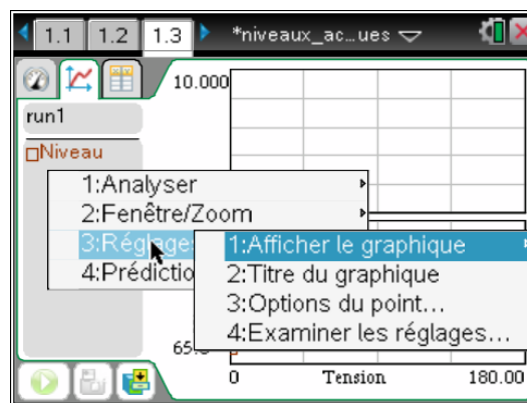 1.1 1.2 1.3 *niveaux_ac...ues
10.000
run1
Niveau
1:Analyser
2:Fenêtre/Zoom
3:Réglages
1:Afficher le graphique
4:Prédictio
2:Titre du graphique
3:Options du point...
4:Examiner les réglages...
0 Tension 180.00